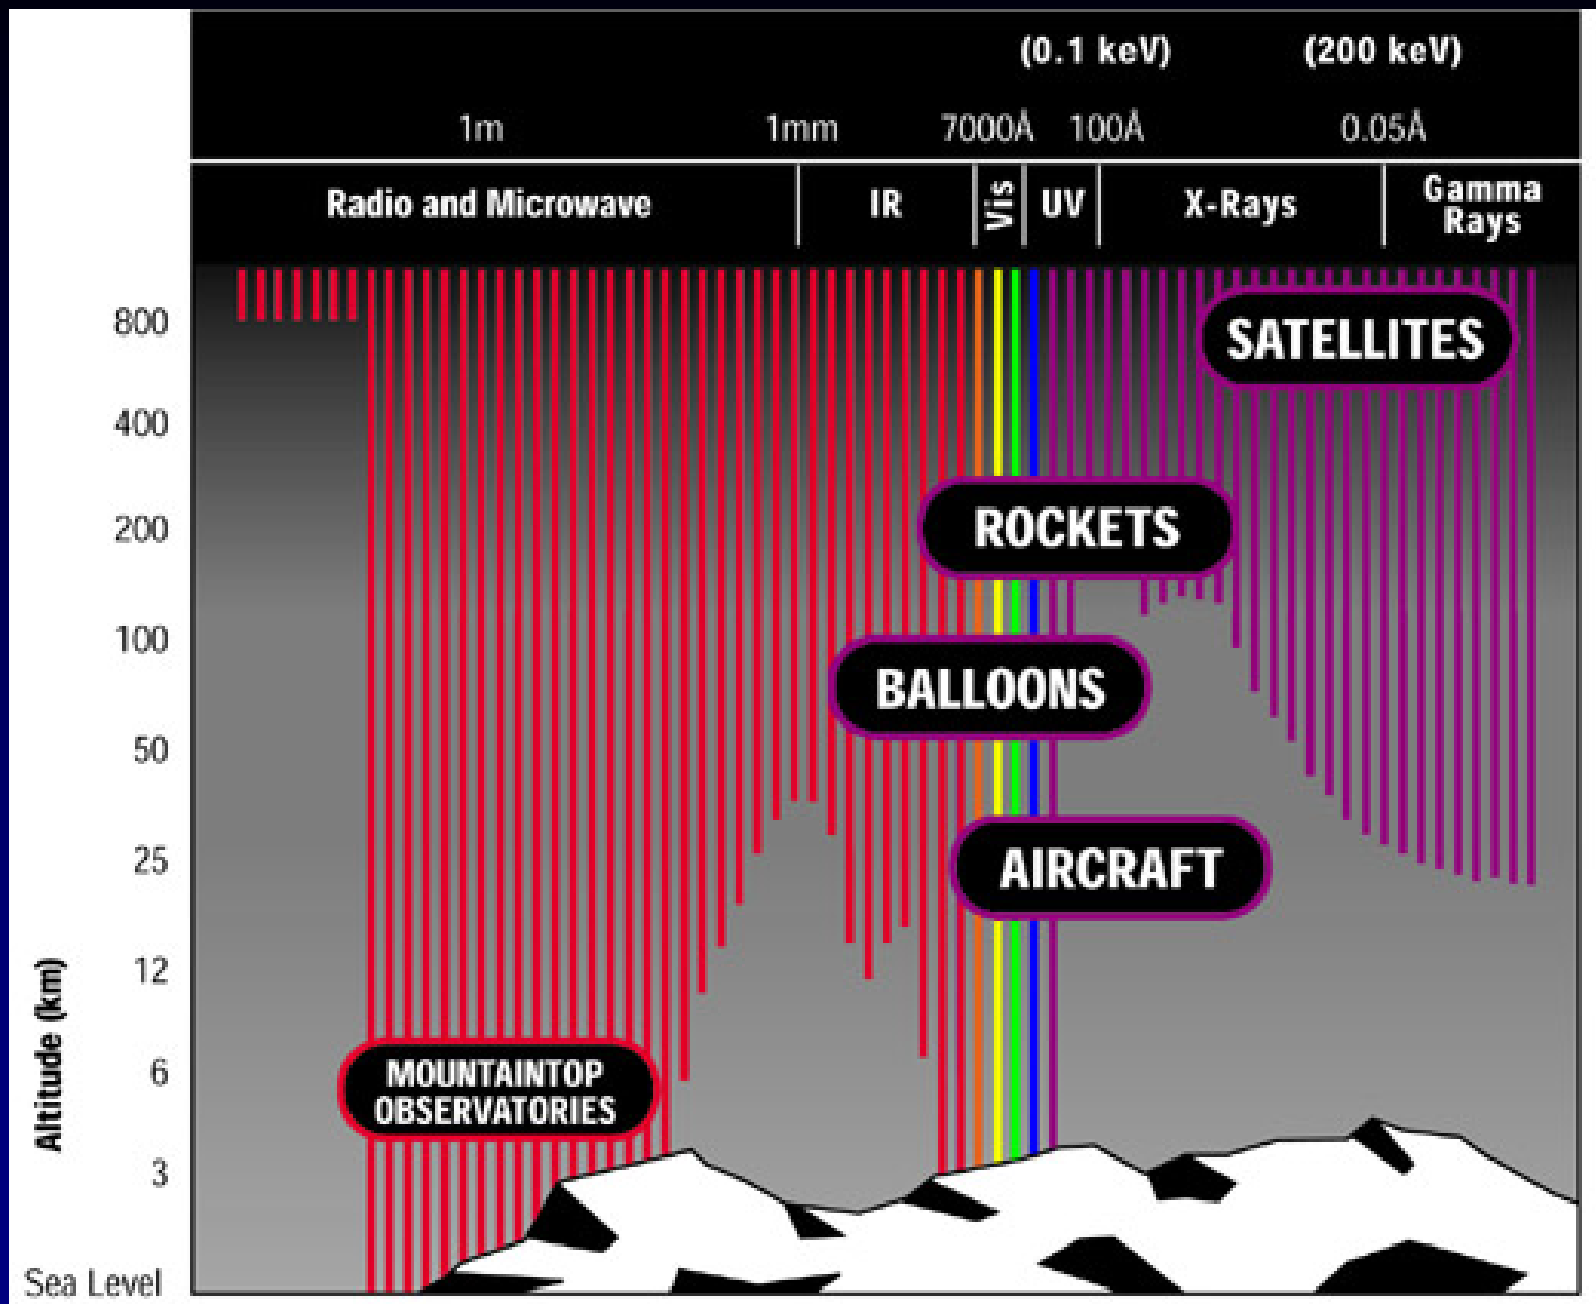 (0.1 keV) (200 keV)
1m 1mm 7000Å 100Å 0.05Å
Radio and Microwave IR Vis UV X-Rays Gamma
Rays
800
SATELLITES
400
200
ROCKETS
100
BALLOONS
50
25
AIRCRAFT
12
Altitude (km)
6
MOUNTAINTOP
OBSERVATORIES
3
Sea Level